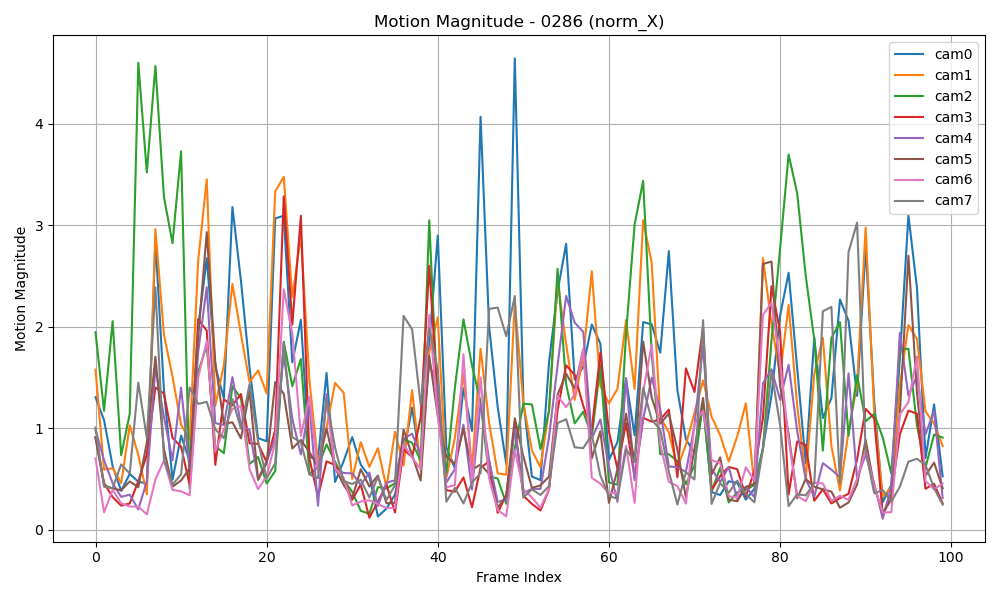 Motion Magnitude - 0286 (norm_X)
Motion Magnitude
4
3
2
1
0
cam0
cam1
cam2
cam3
cam4
cam5
cam6
cam7
0 20 40 60 80 100
Frame Index